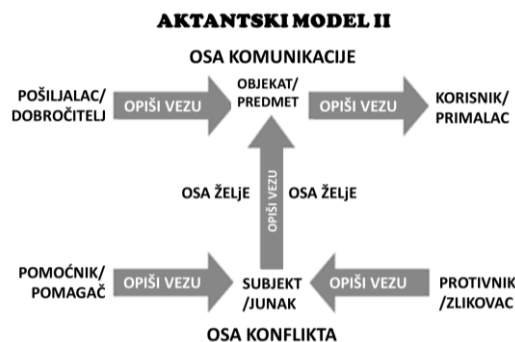 AKTANTSKI MODEL II
OSA KOMUNIKACIJE
POŠILJALAC/
DOBROČITELJ
OPIŠI VEZU
OBJEKAT/
PREDMET
OPIŠI VEZU
KORISNIK/
PRIMALAC
OSA ŽELjE
OPIŠI VEZU
OSA ŽELjE
POMOĆNIK/
POMAGAČ
OPIŠI VEZU
SUBJEKT
/JUNAK
OPIŠI VEZU
PROTIVNIK
/ZLIKOVAC
OSA KONFLIKTA